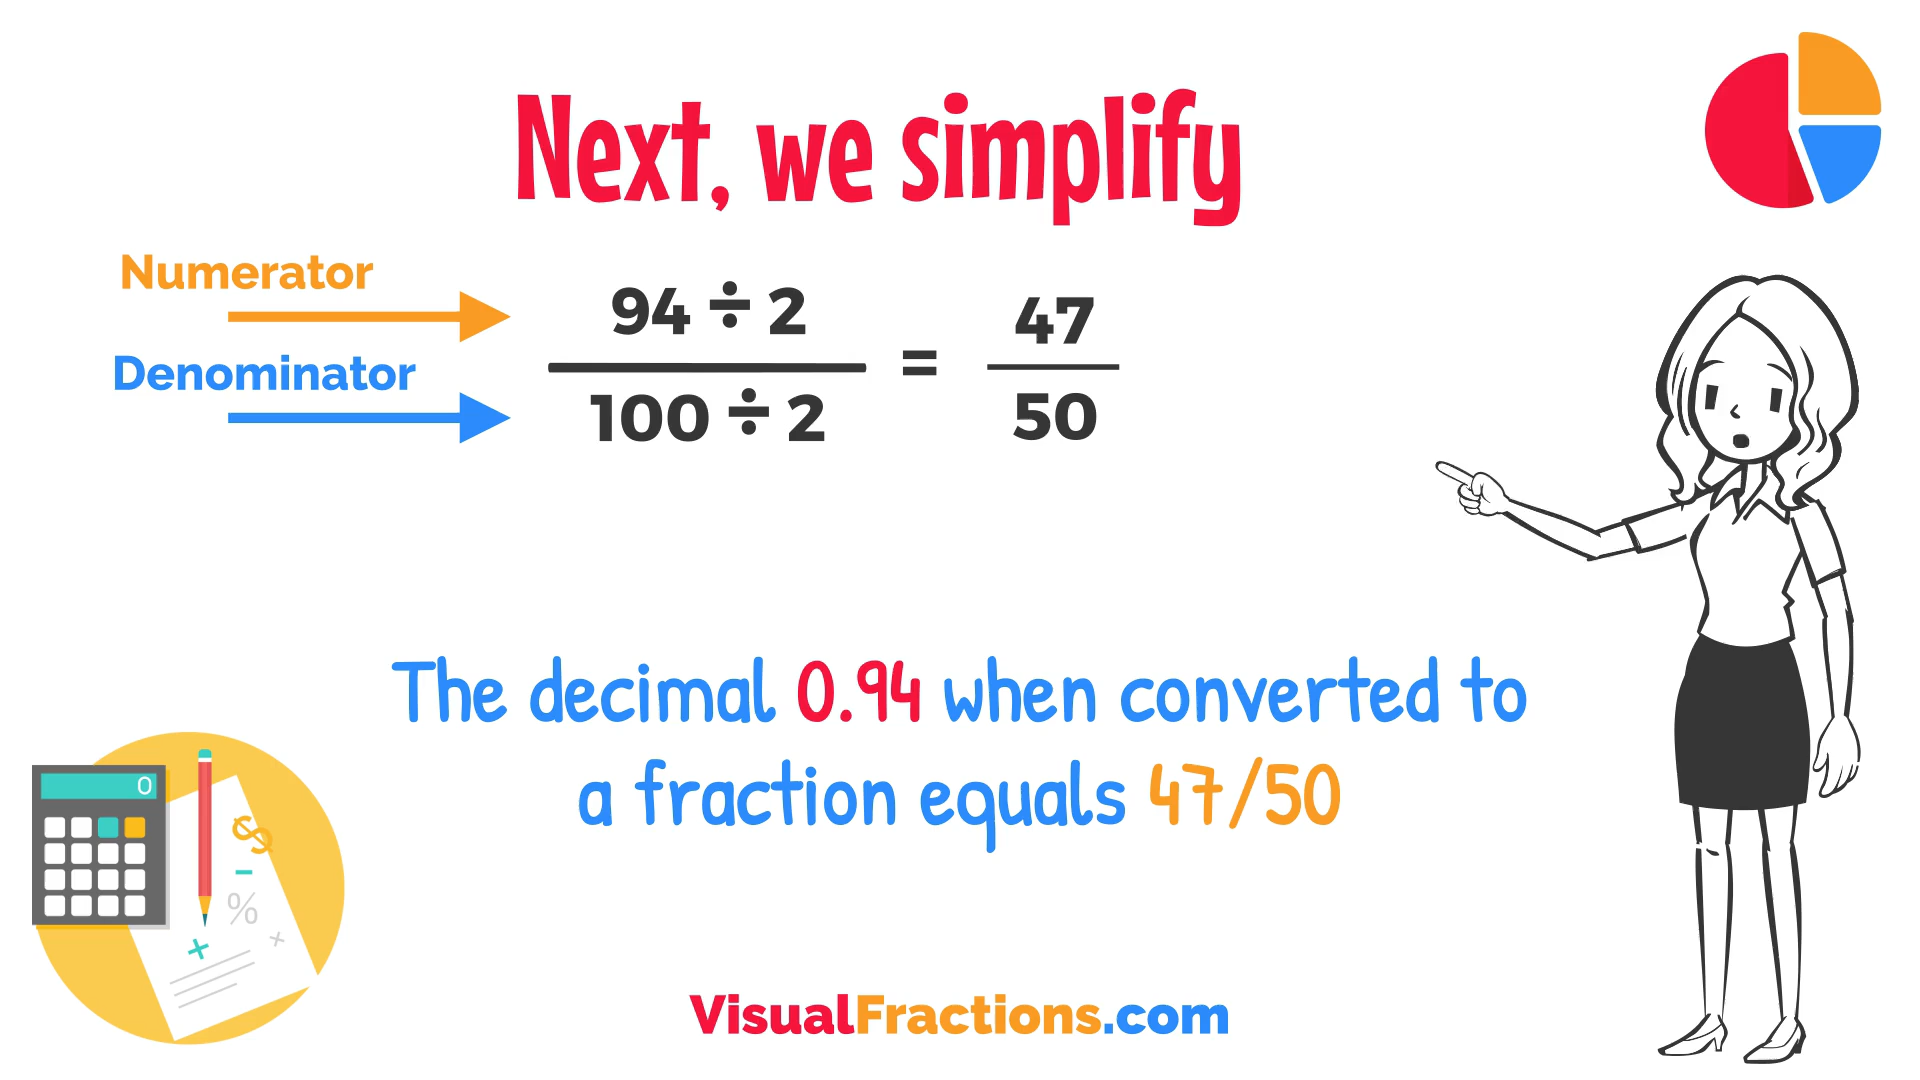 Next, we simplify
Numerator
Denominator
94 ÷ 2
100 ÷ 2
=
47
50
The decimal 0.94 when converted to
a fraction equals 47/50
0
$
-
%
+
+
VisualFractions.com